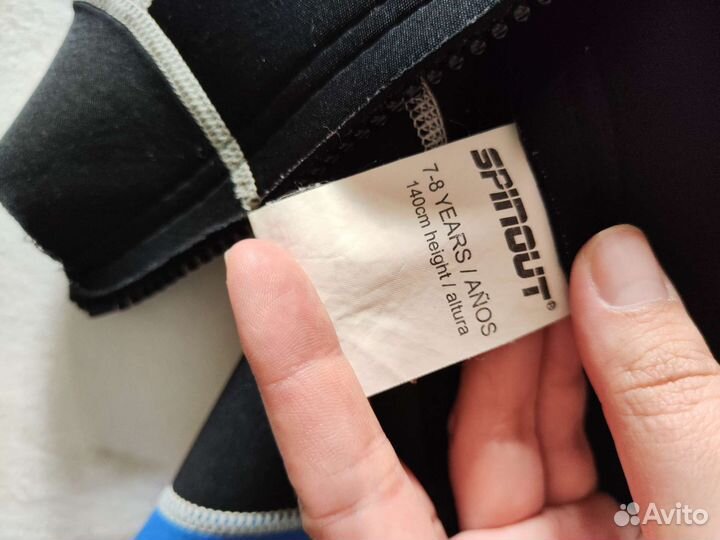 SPINOUT®
7-8 YEARS / AÑOS
140cm height / altura
Avito